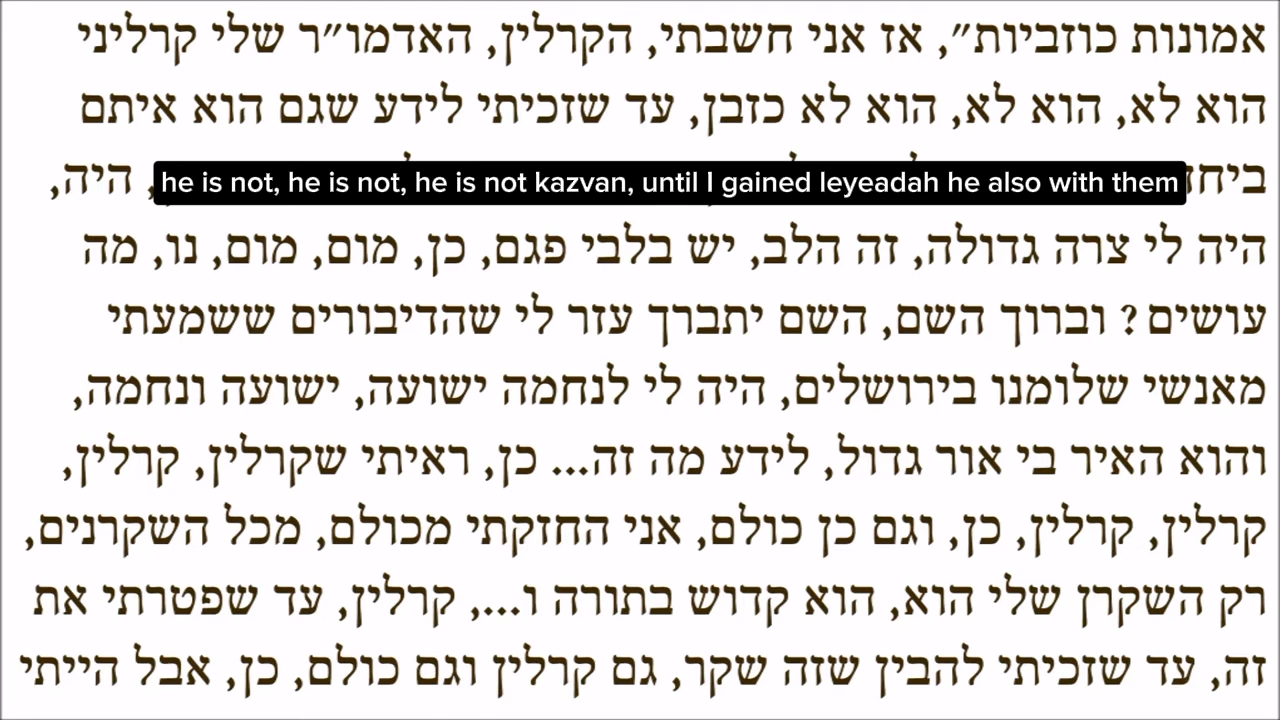 אמונות כוזביות״, אז אני חשבתי, הקרלין, האדמו״ר שלי קרליני
הוא לא, הוא לא, הוא לא כזבן, עד שזכיתי לידע שגם הוא איתם
היה,
he is not, he is not, he is not kazvan, until I gained leyeadah he also with them
היה לי צרה גדולה, זה הלב, יש בלבי פגם, כן, מום, מום, נו, מה
עושים? וברוך השם, השם יתברך עזר לי שהדיבורים ששמעתי
מאנשי שלומנו בירושלים, היה לי לנחמה ישועה, ישועה ונחמה,
והוא האיר בי אור גדול, לידע מה זה... כן, ראיתי שקרלין, קרלין,
קרלין, קרלין, כן, וגם כן כולם, אני החזקתי מכולם, מכל השקרנים,
רק השקרן שלי הוא, הוא קדוש בתורה ו..., קרלין, עד שפטרתי את
זה, עד שזכיתי להבין שזה שקר, גם קרלין וגם כולם, כן, אבל הייתי